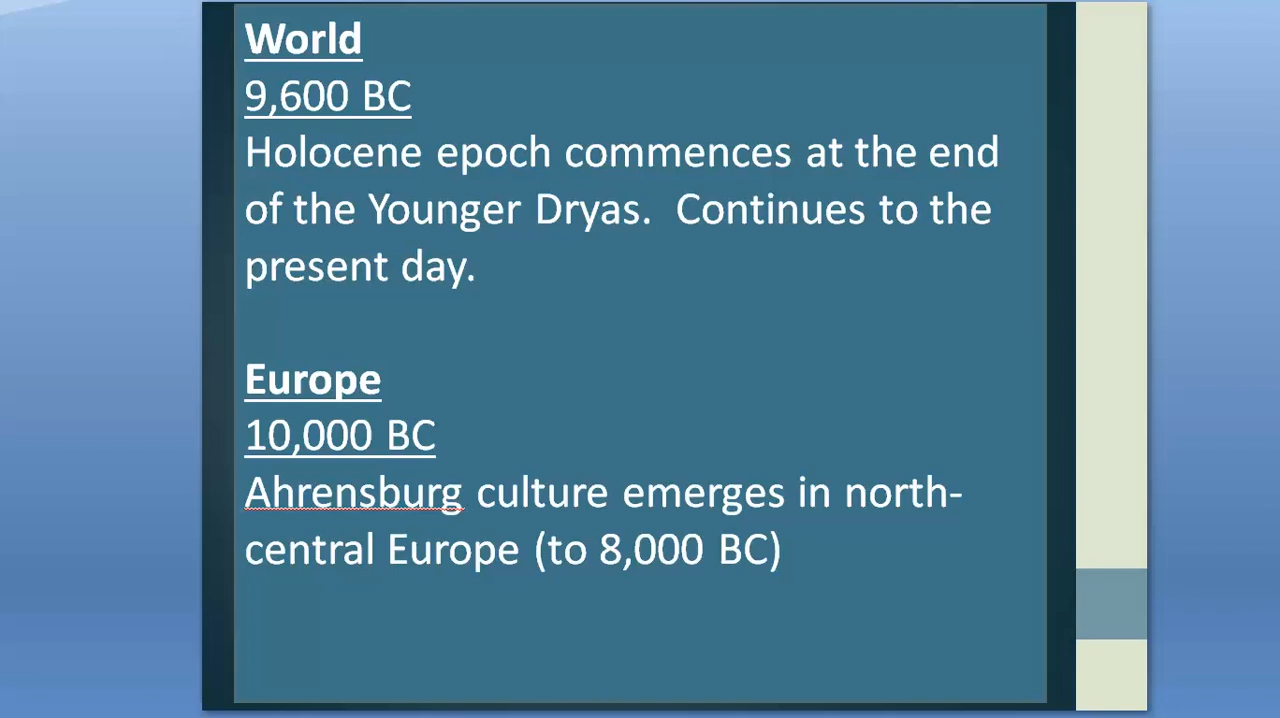 World
9,600 BC
Holocene epoch commences at the end
of the Younger Dryas.  Continues to the
present day.
Europe
10,000 BC
Ahrensburg culture emerges in north-
central Europe (to 8,000 BC)